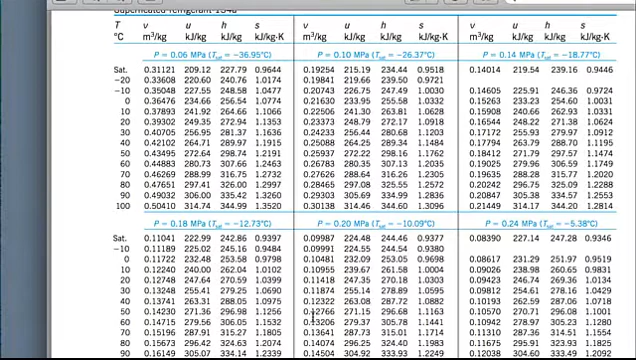 Superheated refrigerant-134a
T v u h s v u h s v u h s
°C m³/kg kJ/kg kJ/kg kJ/kg·K m³/kg kJ/kg kJ/kg kJ/kg·K m³/kg kJ/kg kJ/kg kJ/kg·K
P = 0.06 MPa (Tsat = −36.95°C) P = 0.10 MPa (Tsat = −26.37°C) P = 0.14 MPa (Tsat = −18.77°C)
Sat. 0.31121 209.12 227.79 0.9644 0.19254 215.19 234.44 0.9518 0.14014 219.54 239.16 0.9446
−20 0.33608 220.60 240.76 1.0174 0.19841 219.66 239.50 0.9721
−10 0.35048 227.55 248.58 1.0477 0.20743 226.75 247.49 1.0030 0.14605 225.91 246.36 0.9724
0 0.36476 234.66 256.54 1.0774 0.21630 233.95 255.58 1.0332 0.15263 233.23 254.60 1.0031
10 0.37893 241.92 264.66 1.1066 0.22506 241.30 263.81 1.0628 0.15908 240.66 262.93 1.0331
20 0.39302 249.35 272.94 1.1353 0.23373 248.79 272.17 1.0918 0.16544 248.22 271.38 1.0624
30 0.40705 256.95 281.37 1.1636 0.24233 256.44 280.68 1.1203 0.17172 255.93 279.97 1.0912
40 0.42102 264.71 289.97 1.1915 0.25088 264.25 289.34 1.1484 0.17794 263.79 288.70 1.1195
50 0.43495 272.64 298.74 1.2191 0.25937 272.22 298.16 1.1762 0.18412 271.79 297.57 1.1474
60 0.44883 280.73 307.66 1.2463 0.26783 280.35 307.13 1.2035 0.19025 279.96 306.59 1.1749
70 0.46269 288.99 316.75 1.2732 0.27626 288.64 316.26 1.2305 0.19635 288.28 315.77 1.2020
80 0.47651 297.41 326.00 1.2997 0.28465 297.08 325.55 1.2572 0.20242 296.75 325.09 1.2288
90 0.49032 306.00 335.42 1.3260 0.29303 305.69 334.99 1.2836 0.20847 305.38 334.57 1.2553
100 0.50410 314.74 344.99 1.3520 0.30138 314.46 344.60 1.3096 0.21449 314.17 344.20 1.2814
P = 0.18 MPa (Tsat = −12.73°C) P = 0.20 MPa (Tsat = −10.09°C) P = 0.24 MPa (Tsat = −5.38°C)
Sat. 0.11041 222.99 242.86 0.9397 0.09987 224.48 244.46 0.9377 0.08390 227.14 247.28 0.9346
−10 0.11189 225.02 245.16 0.9484 0.09991 224.55 244.54 0.9380
0 0.11722 232.48 253.58 0.9798 0.10481 232.09 253.05 0.9698 0.08617 231.29 251.97 0.9519
10 0.12240 240.00 262.04 1.0102 0.10955 239.67 261.58 1.0004 0.09026 238.98 260.65 0.9831
20 0.12748 247.64 270.59 1.0399 0.11418 247.35 270.18 1.0303 0.09423 246.74 269.36 1.0134
30 0.13248 255.41 279.25 1.0690 0.11874 255.14 278.89 1.0595 0.09812 254.61 278.16 1.0429
40 0.13741 263.31 288.05 1.0975 0.12322 263.08 287.72 1.0882 0.10193 262.59 287.06 1.0718
50 0.14230 271.36 296.98 1.1256 0.12766 271.15 296.68 1.1163 0.10570 270.71 296.08 1.1001
60 0.14715 279.56 306.05 1.1532 0.13206 279.37 305.78 1.1441 0.10942 278.97 305.23 1.1280
70 0.15196 287.91 315.27 1.1805 0.13641 287.73 315.01 1.1714 0.11310 287.36 314.51 1.1554
80 0.15673 296.42 324.63 1.2074 0.14074 296.25 324.40 1.1983 0.11675 295.91 323.93 1.1825
90 0.16149 305.07 334.14 1.2339 0.14504 304.92 333.93 1.2249 0.12038 304.60 333.49 1.2092